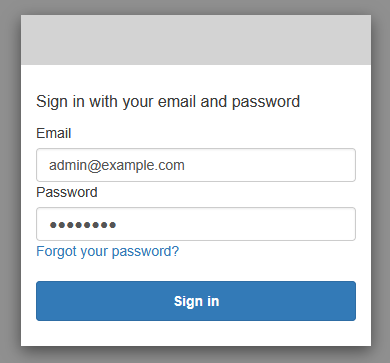 Sign in with your email and password
Email
admin@example.com
Password
●●●●●●●●
Forgot your password?
Sign in